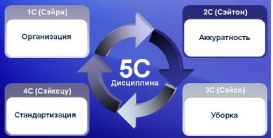 1С (Сэйри)
Организация
2С (Сэйтон)
Аккуратность
5С
Дисциплина
4С (Сэйкецу)
Стандартизация
3С (Сэйсо)
Уборка